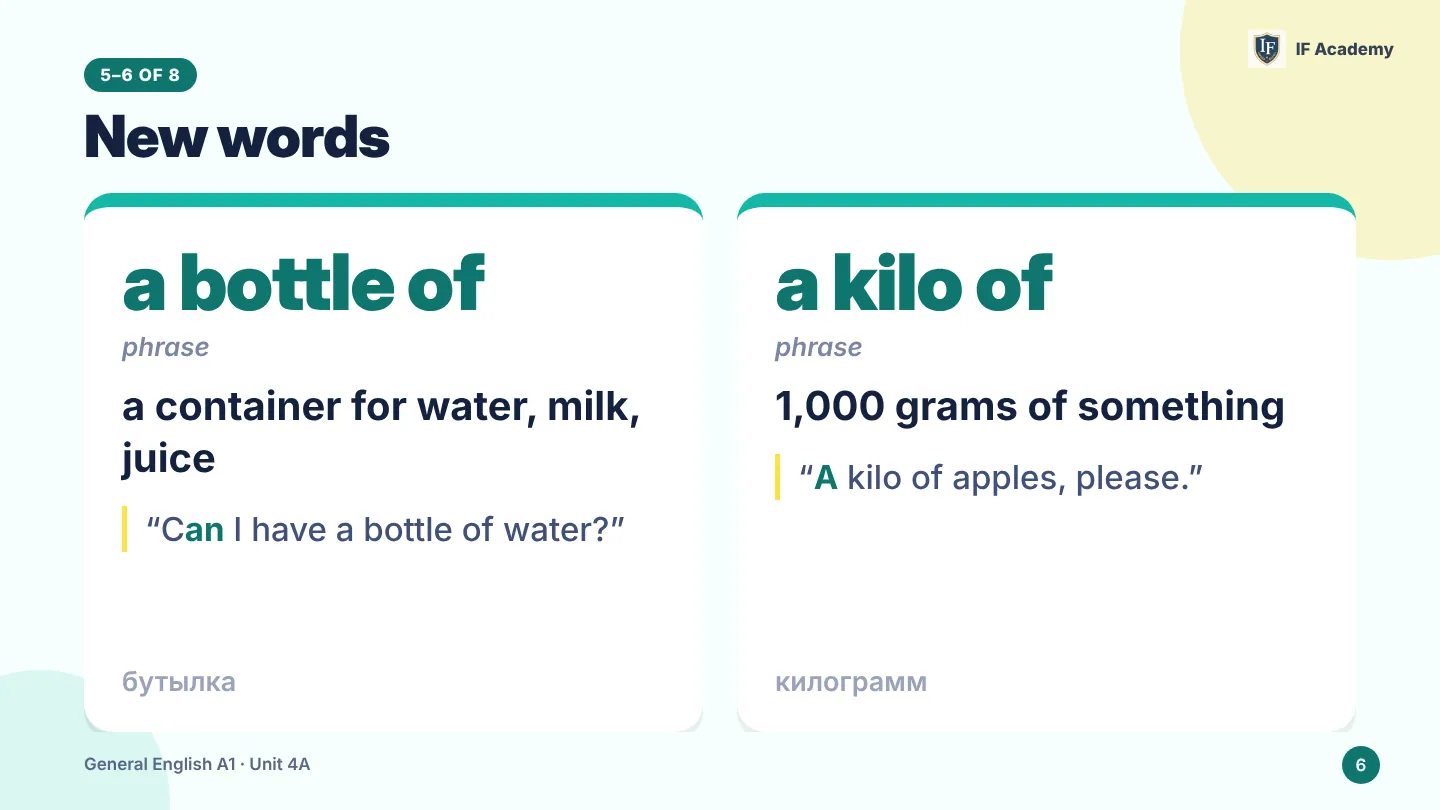 IF Academy
5–6 OF 8
New words
a bottle of
phrase
a container for water, milk,
juice
“Can I have a bottle of water?”
бутылка
a kilo of
phrase
1,000 grams of something
“A kilo of apples, please.”
килограмм
General English A1 · Unit 4A
6